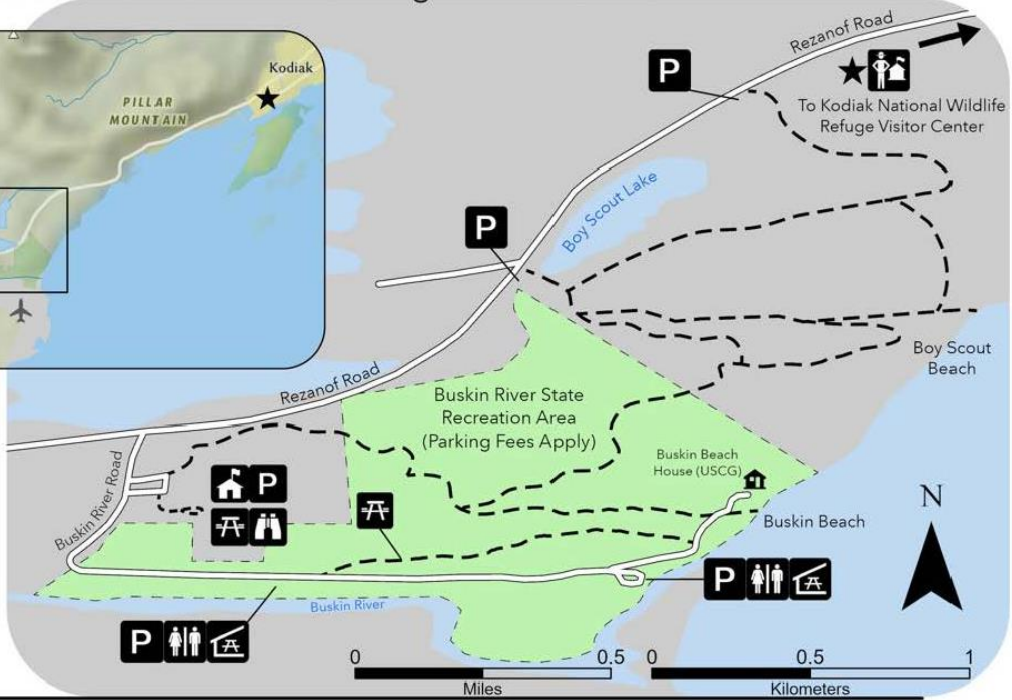 Kodiak
PILLAR
MOUNTAIN
P
Rezanof Road
To Kodiak National Wildlife
Refuge Visitor Center
P
Boy Scout Lake
Boy Scout
Beach
Rezanof Road
Buskin River State
Recreation Area
(Parking Fees Apply)
Buskin Beach
House (USCG)
Buskin River Road
P
Buskin Beach
N
P
Buskin River
P
0 0.5
Miles
0 0.5 1
Kilometers